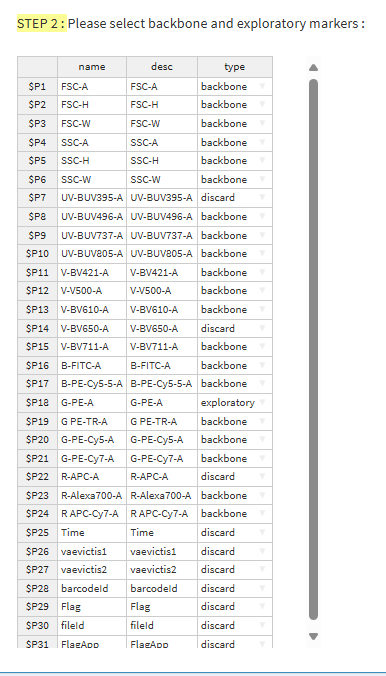 STEP 2 : Please select backbone and exploratory markers :
name desc type
$P1 FSC-A FSC-A backbone
$P2 FSC-H FSC-H backbone
$P3 FSC-W FSC-W backbone
$P4 SSC-A SSC-A backbone
$P5 SSC-H SSC-H backbone
$P6 SSC-W SSC-W backbone
$P7 UV-BUV395-A UV-BUV395-A discard
$P8 UV-BUV496-A UV-BUV496-A backbone
$P9 UV-BUV737-A UV-BUV737-A backbone
$P10 UV-BUV805-A UV-BUV805-A backbone
$P11 V-BV421-A V-BV421-A backbone
$P12 V-V500-A V-V500-A backbone
$P13 V-BV610-A V-BV610-A backbone
$P14 V-BV650-A V-BV650-A discard
$P15 V-BV711-A V-BV711-A backbone
$P16 B-FITC-A B-FITC-A backbone
$P17 B-PE-Cy5-5-A B-PE-Cy5-5-A backbone
$P18 G-PE-A G-PE-A exploratory
$P19 G PE-TR-A G PE-TR-A backbone
$P20 G-PE-Cy5-A G-PE-Cy5-A backbone
$P21 G-PE-Cy7-A G-PE-Cy7-A backbone
$P22 R-APC-A R-APC-A discard
$P23 R-Alexa700-A R-Alexa700-A backbone
$P24 R APC-Cy7-A R APC-Cy7-A backbone
$P25 Time Time discard
$P26 vaevictis1 vaevictis1 discard
$P27 vaevictis2 vaevictis2 discard
$P28 barcodeId barcodeId discard
$P29 Flag Flag discard
$P30 fileId fileId discard
$P31 FlagApp FlagApp discard